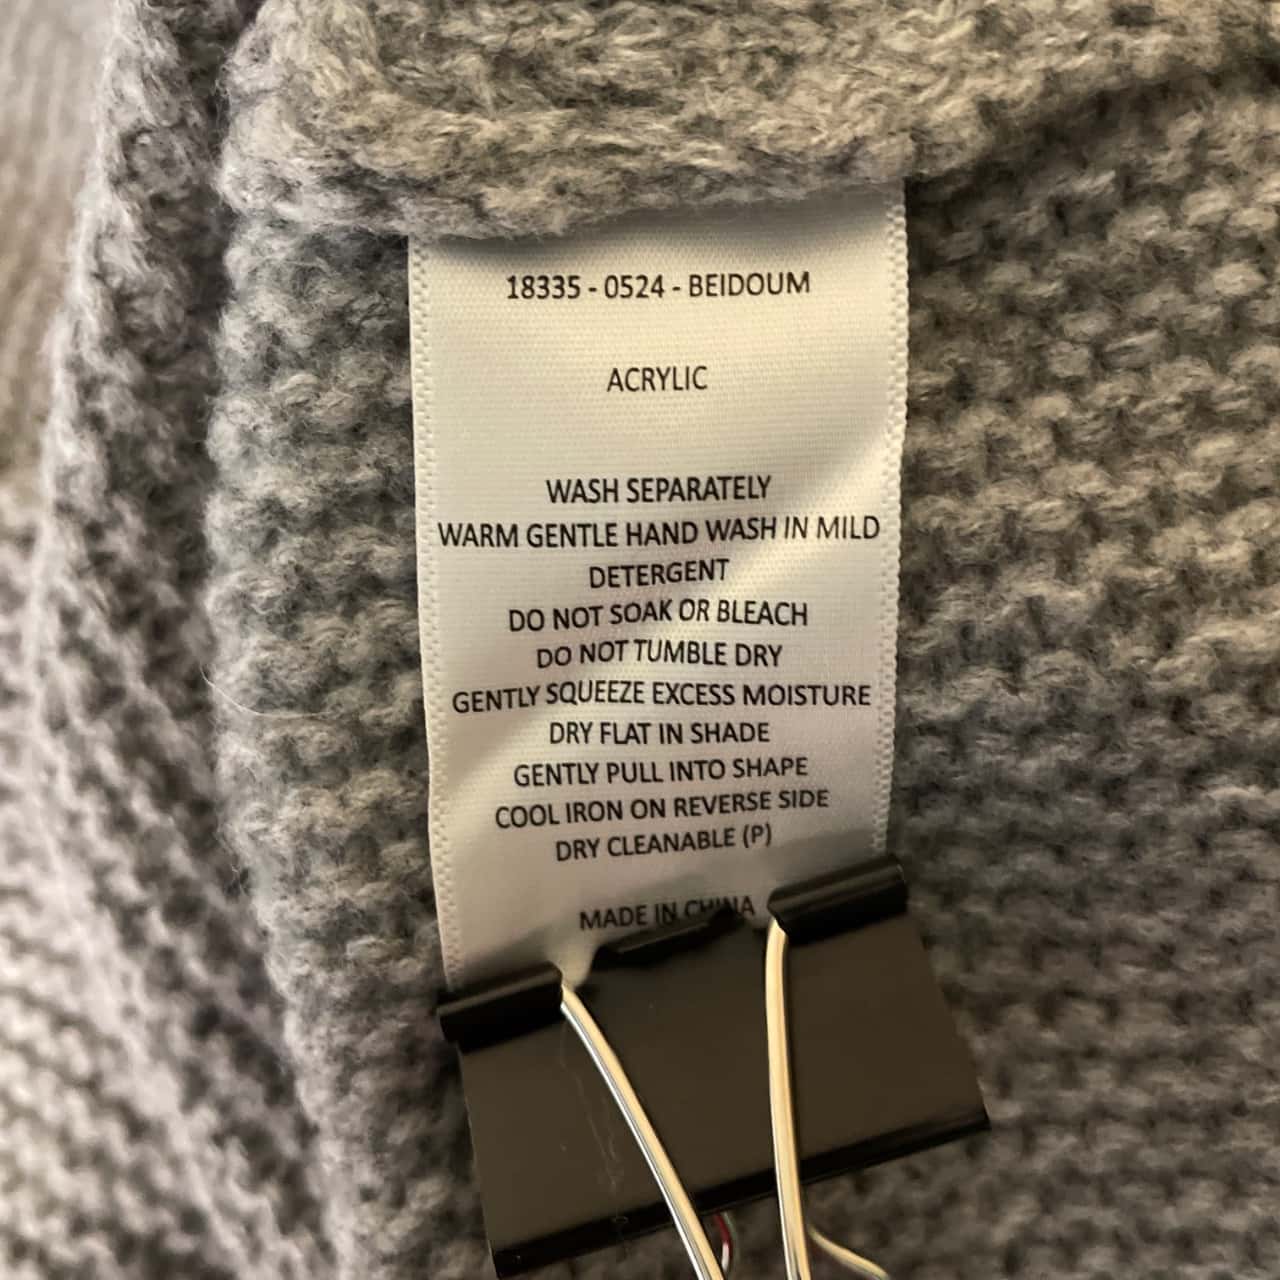 18335 - 0524 - BEIDOUM
ACRYLIC
WASH SEPARATELY
WARM GENTLE HAND WASH IN MILD
DETERGENT
DO NOT SOAK OR BLEACH
DO NOT TUMBLE DRY
GENTLY SQUEEZE EXCESS MOISTURE
DRY FLAT IN SHADE
GENTLY PULL INTO SHAPE
COOL IRON ON REVERSE SIDE
DRY CLEANABLE (P)
MADE IN CHINA